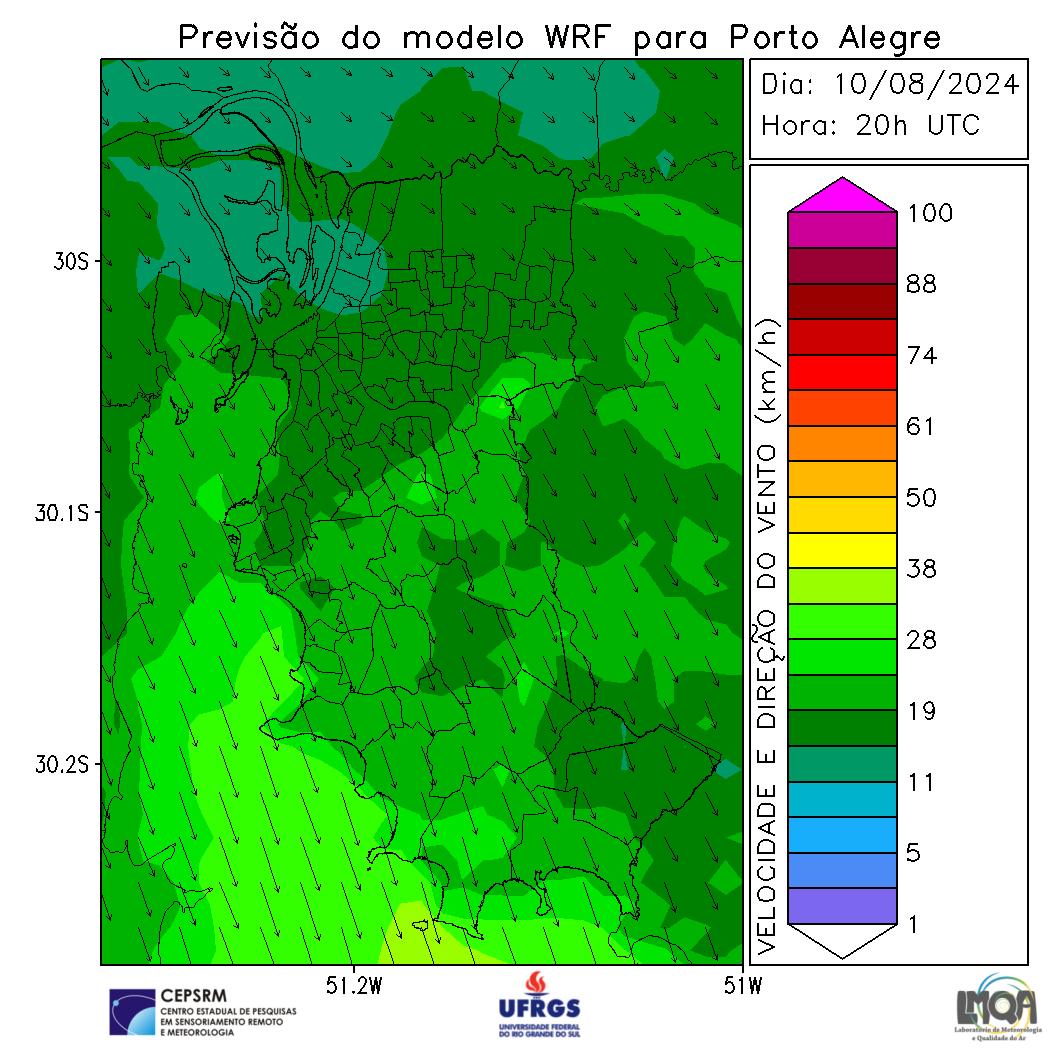 Previsão do modelo WRF para Porto Alegre
Dia: 10/08/2024
Hora: 20h UTC
30S
30.1S
30.2S
51.2W
51W
VELOCIDADE E DIREÇÃO DO VENTO (km/h)
100
88
74
61
50
38
28
19
11
5
1
CEPSRM
CENTRO ESTADUAL DE PESQUISAS
EM SENSORIAMENTO REMOTO
E METEOROLOGIA
UFRGS
UNIVERSIDADE FEDERAL
DO RIO GRANDE DO SUL
LMQA
Laboratório de Meteorologia
e Qualidade do Ar